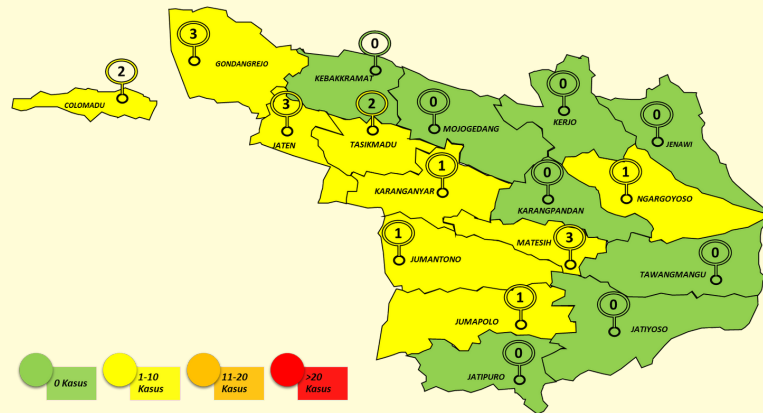 3
GONDANGREJO
0
KEBAKKRAMAT
2
COLOMADU
3
JATEN
2
TASIKMADU
0
MOJOGEDANG
0
KERJO
0
JENAWI
1
KARANGANYAR
0
KARANGPANDAN
1
NGARGOYOSO
1
JUMANTONO
MATESIH
3
0
TAWANGMANGU
1
JUMAPOLO
0
JATIYOSO
0
JATIPURO
0 Kasus
1-10
Kasus
11-20
Kasus
>20
Kasus